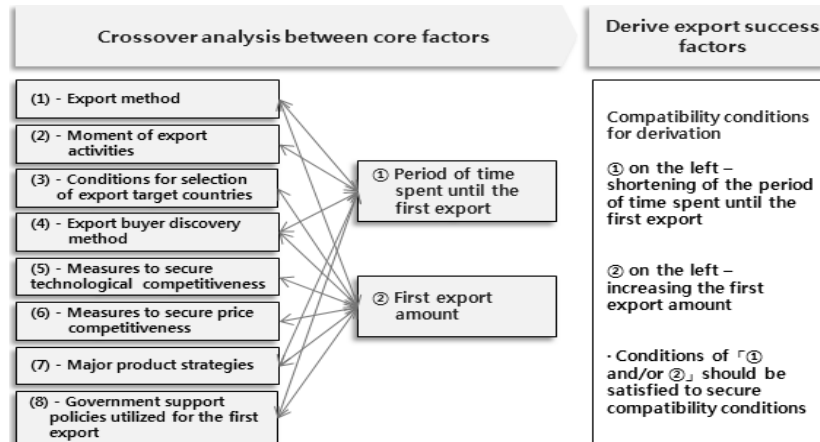 Crossover analysis between core factors
Derive export success
factors
(1) - Export method
(2) - Moment of export
activities
(3) - Conditions for selection
of export target countries
(4) - Export buyer discovery
method
(5) - Measures to secure
technological competitiveness
(6) - Measures to secure price
competitiveness
(7) - Major product strategies
(8) - Government support
policies utilized for the first
export
① Period of time
spent until the
first export
② First export
amount
Compatibility conditions
for derivation
① on the left –
shortening of the period
of time spent until the
first export
② on the left –
increasing the first
export amount
· Conditions of「①
and/or ②」should be
satisfied to secure
compatibility conditions